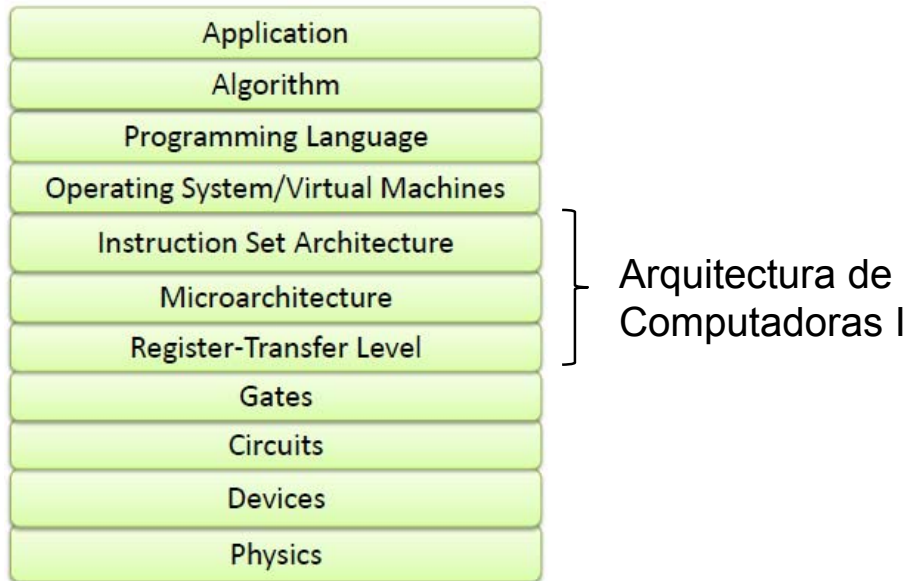 Application
Algorithm
Programming Language
Operating System/Virtual Machines
Instruction Set Architecture
Microarchitecture
Register-Transfer Level
Gates
Circuits
Devices
Physics
Arquitectura de
Computadoras I